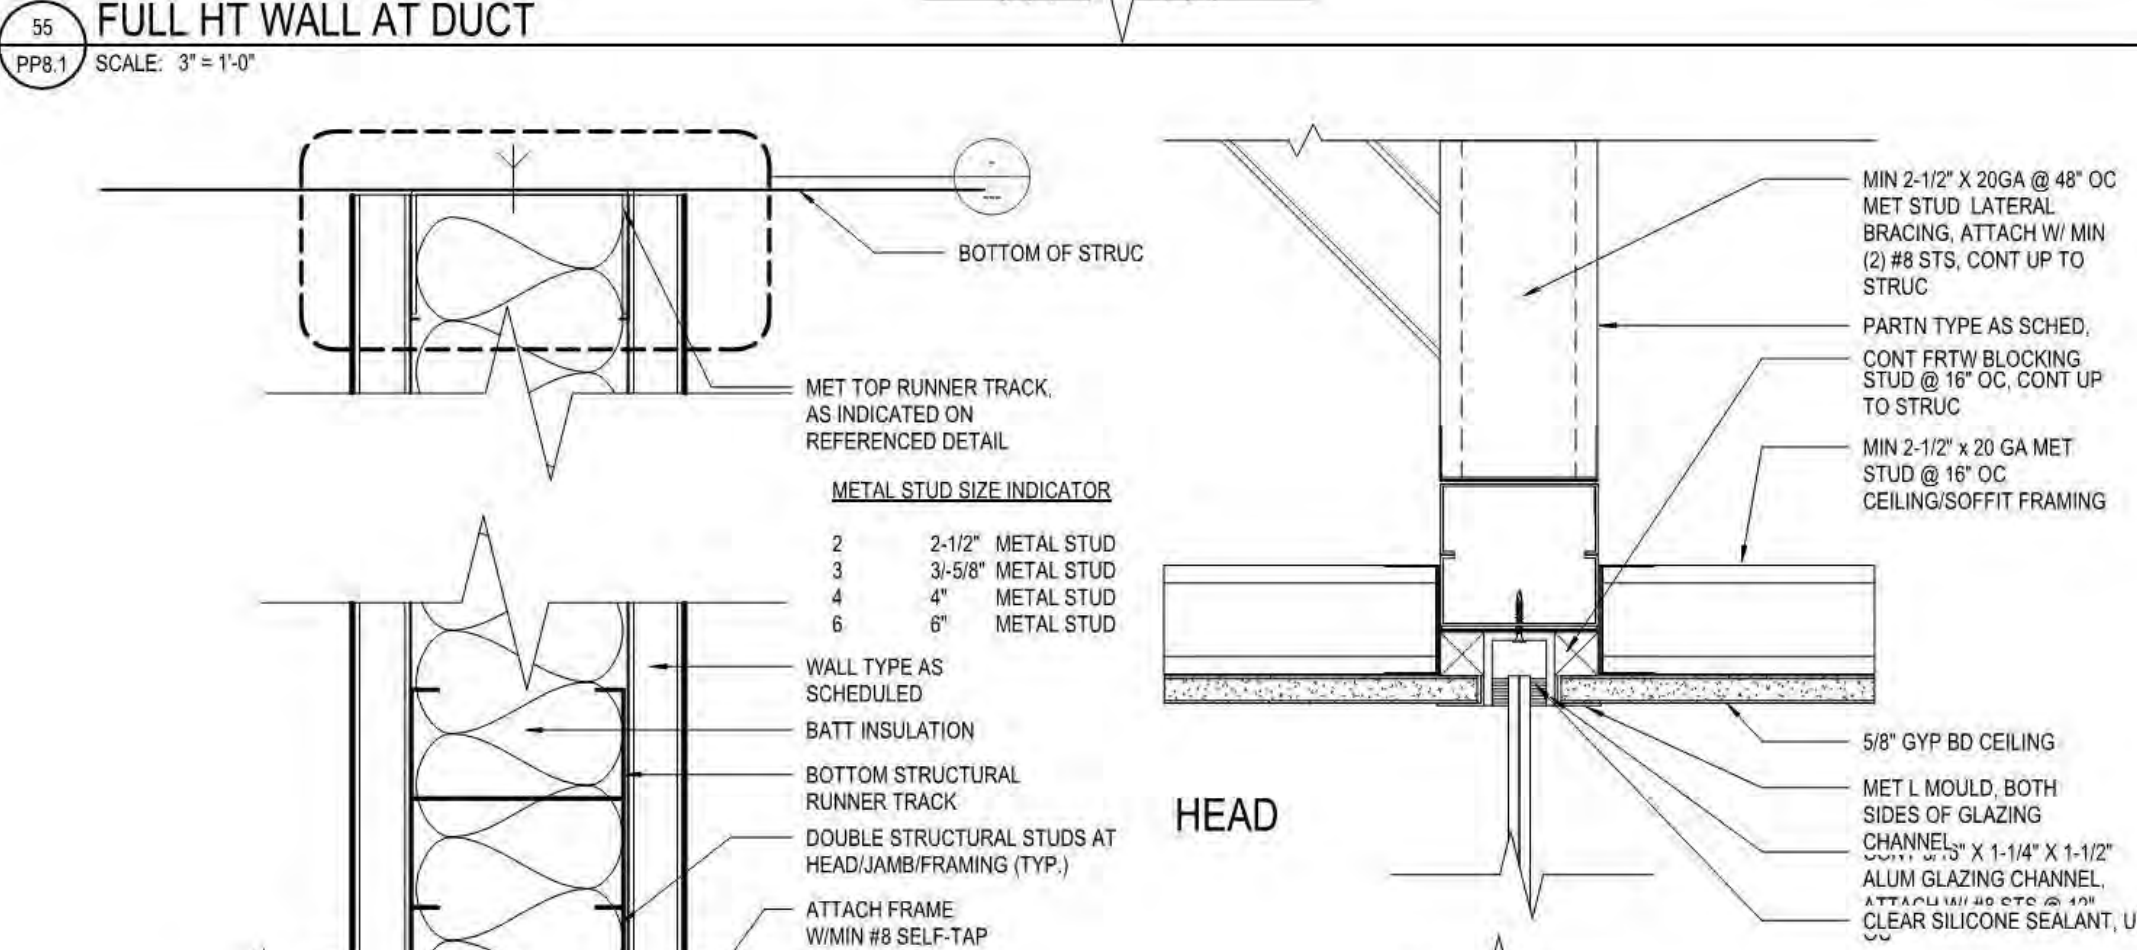 55
PP8.1
FULL HT WALL AT DUCT
SCALE: 3" = 1'-0"
BOTTOM OF STRUC
MET TOP RUNNER TRACK,
AS INDICATED ON
REFERENCED DETAIL
METAL STUD SIZE INDICATOR
2 2-1/2" METAL STUD
3 3/-5/8" METAL STUD
4 4" METAL STUD
6 6" METAL STUD
WALL TYPE AS
SCHEDULED
BATT INSULATION
BOTTOM STRUCTURAL
RUNNER TRACK
DOUBLE STRUCTURAL STUDS AT
HEAD/JAMB/FRAMING (TYP.)
ATTACH FRAME
W/MIN #8 SELF-TAP
MIN 2-1/2" X 20GA @ 48" OC
MET STUD LATERAL
BRACING, ATTACH W/ MIN
(2) #8 STS, CONT UP TO
STRUC
PARTN TYPE AS SCHED,
CONT FRTW BLOCKING
STUD @ 16" OC, CONT UP
TO STRUC
MIN 2-1/2" x 20 GA MET
STUD @ 16" OC
CEILING/SOFFIT FRAMING
HEAD
5/8" GYP BD CEILING
MET L MOULD, BOTH
SIDES OF GLAZING
CHANNEL
X 1-1/4" X 1-1/2"
ALUM GLAZING CHANNEL,
ATTACH W/ #8 STS @ 12"
CLEAR SILICONE SEALANT,